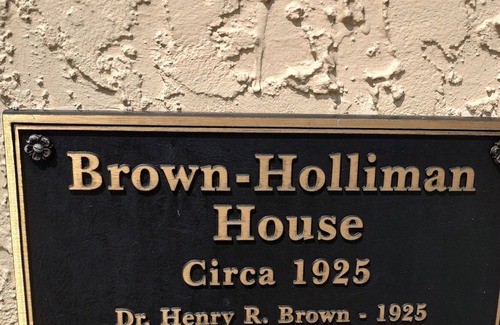 Brown-Holliman
House
Circa 1925
Dr. Henry R. Brown - 1925